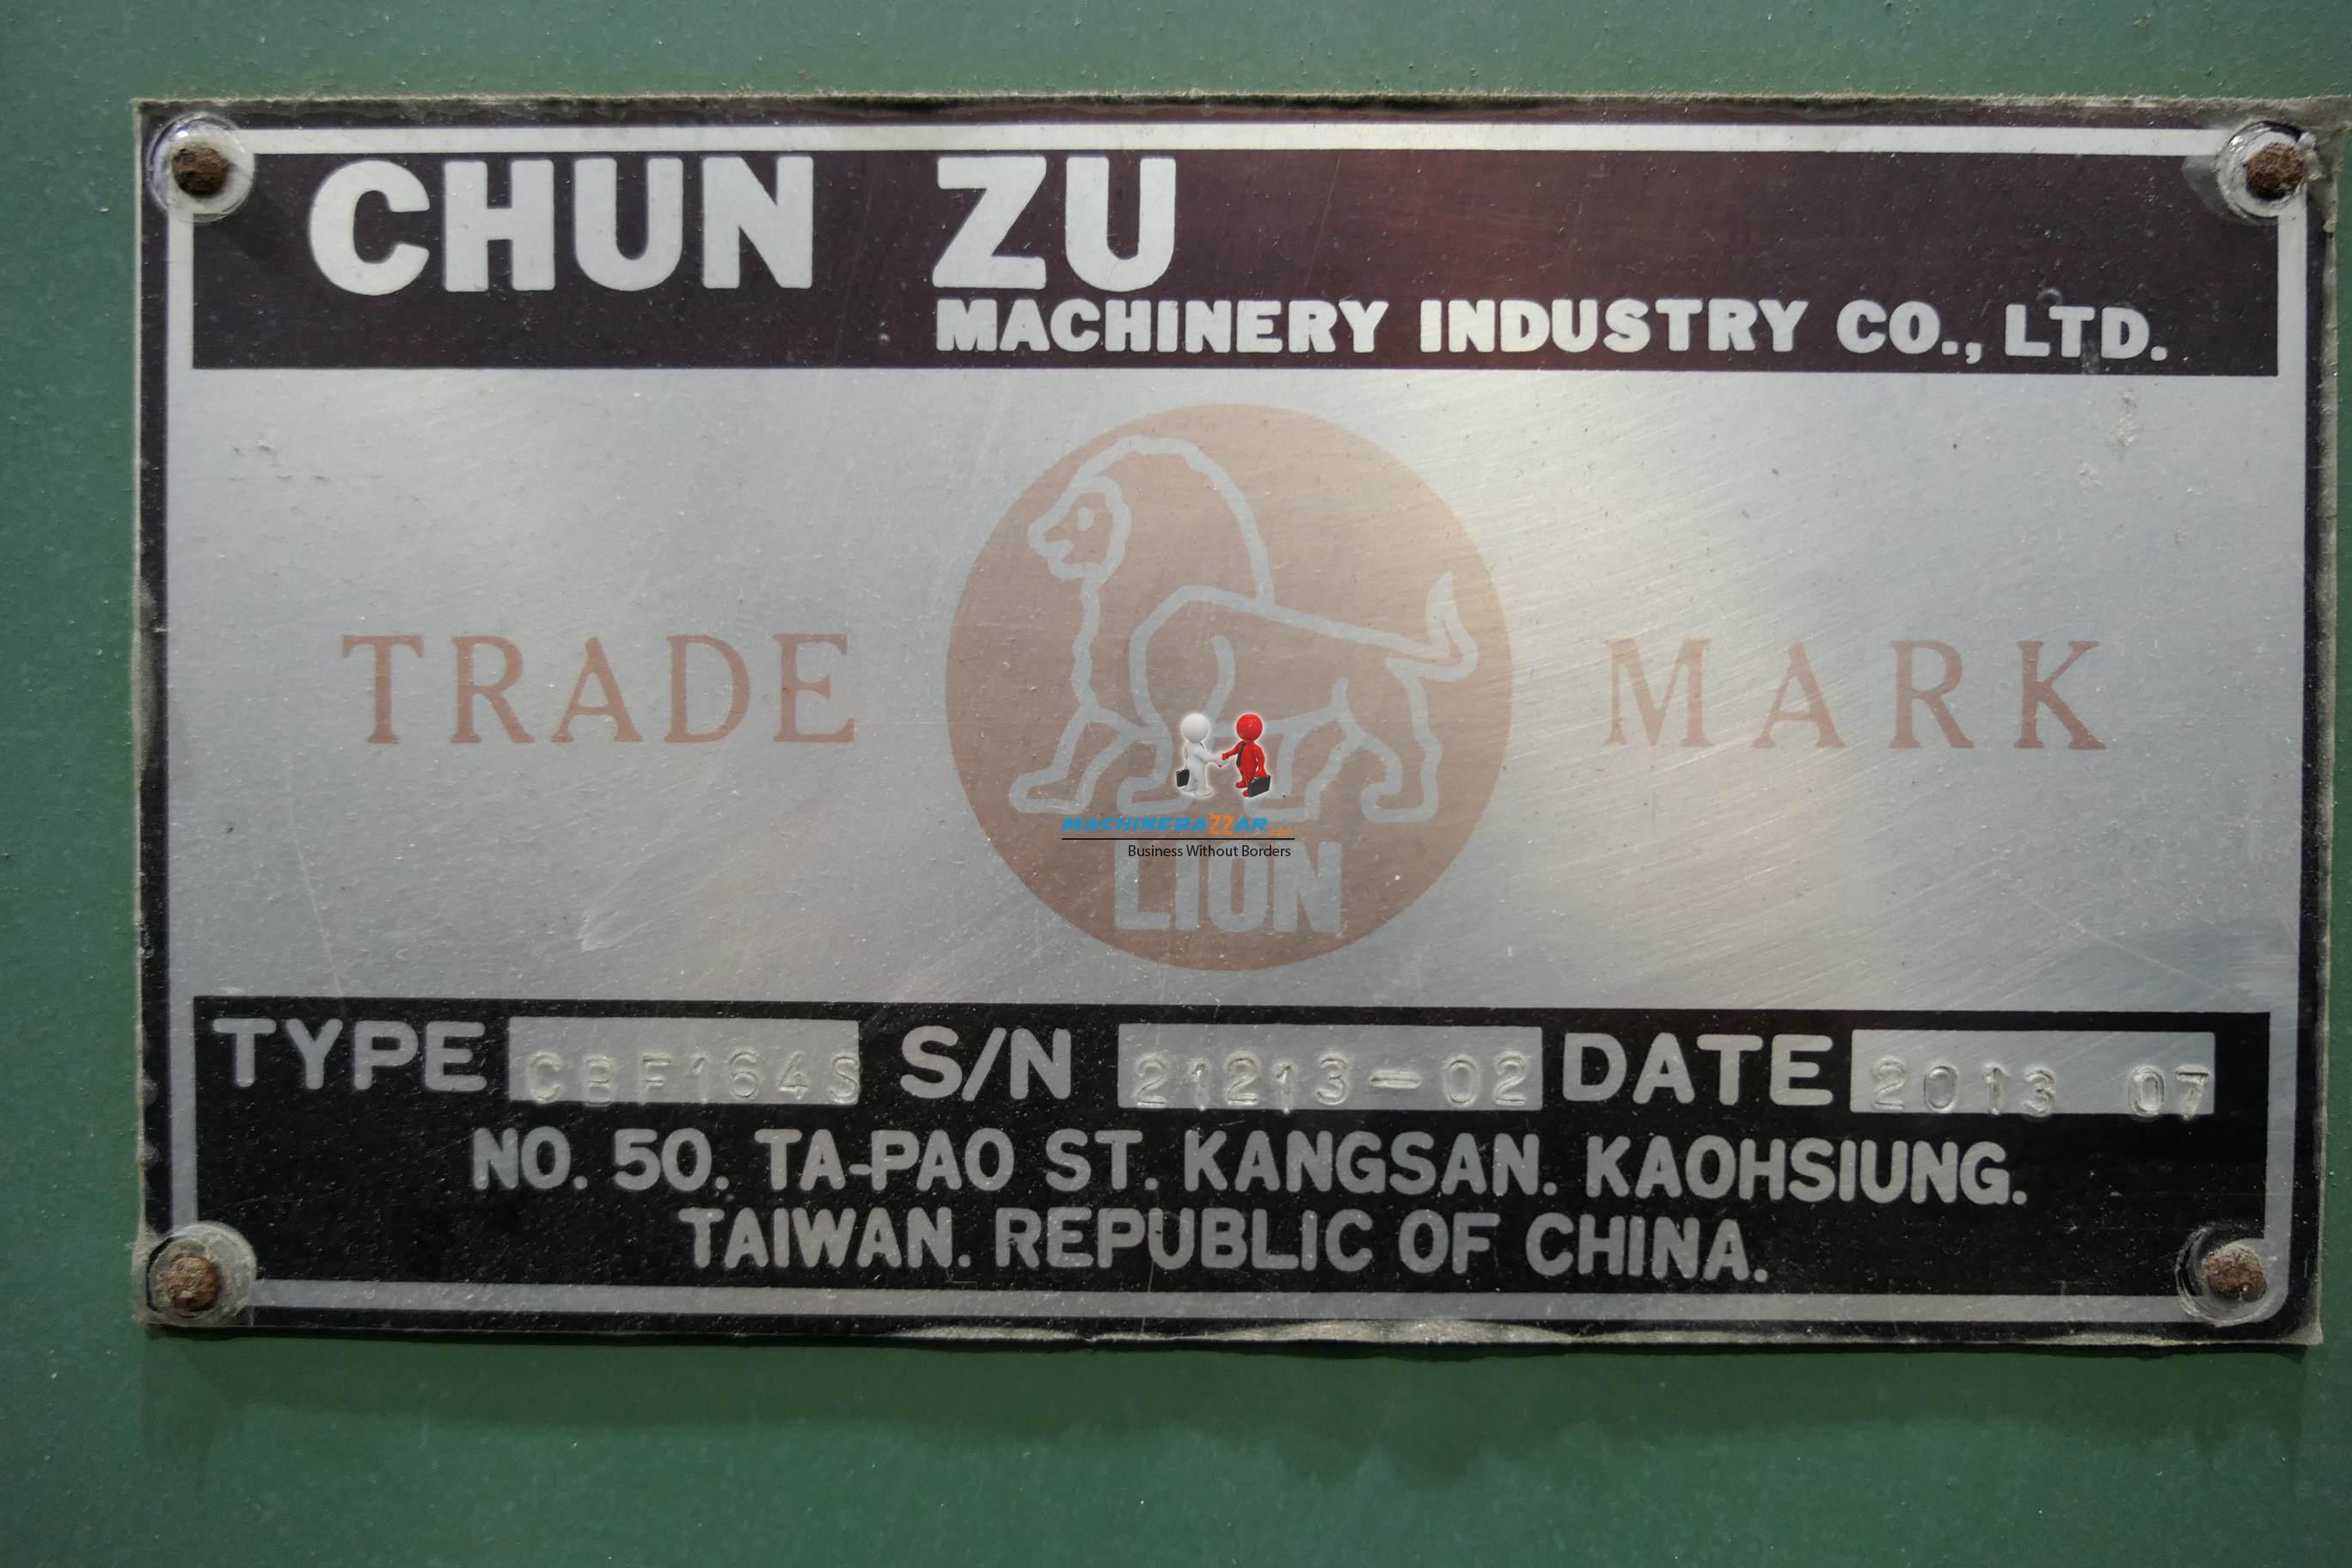 CHUN ZU
MACHINERY INDUSTRY CO., LTD.
TRADE MARK
MACHINEBAZZAR.com
Business Without Borders
LION
TYPE CBF164S S/N 21213-02 DATE 2013 07
NO. 50. TA-PAO ST. KANGSAN. KAOHSIUNG.
TAIWAN. REPUBLIC OF CHINA.